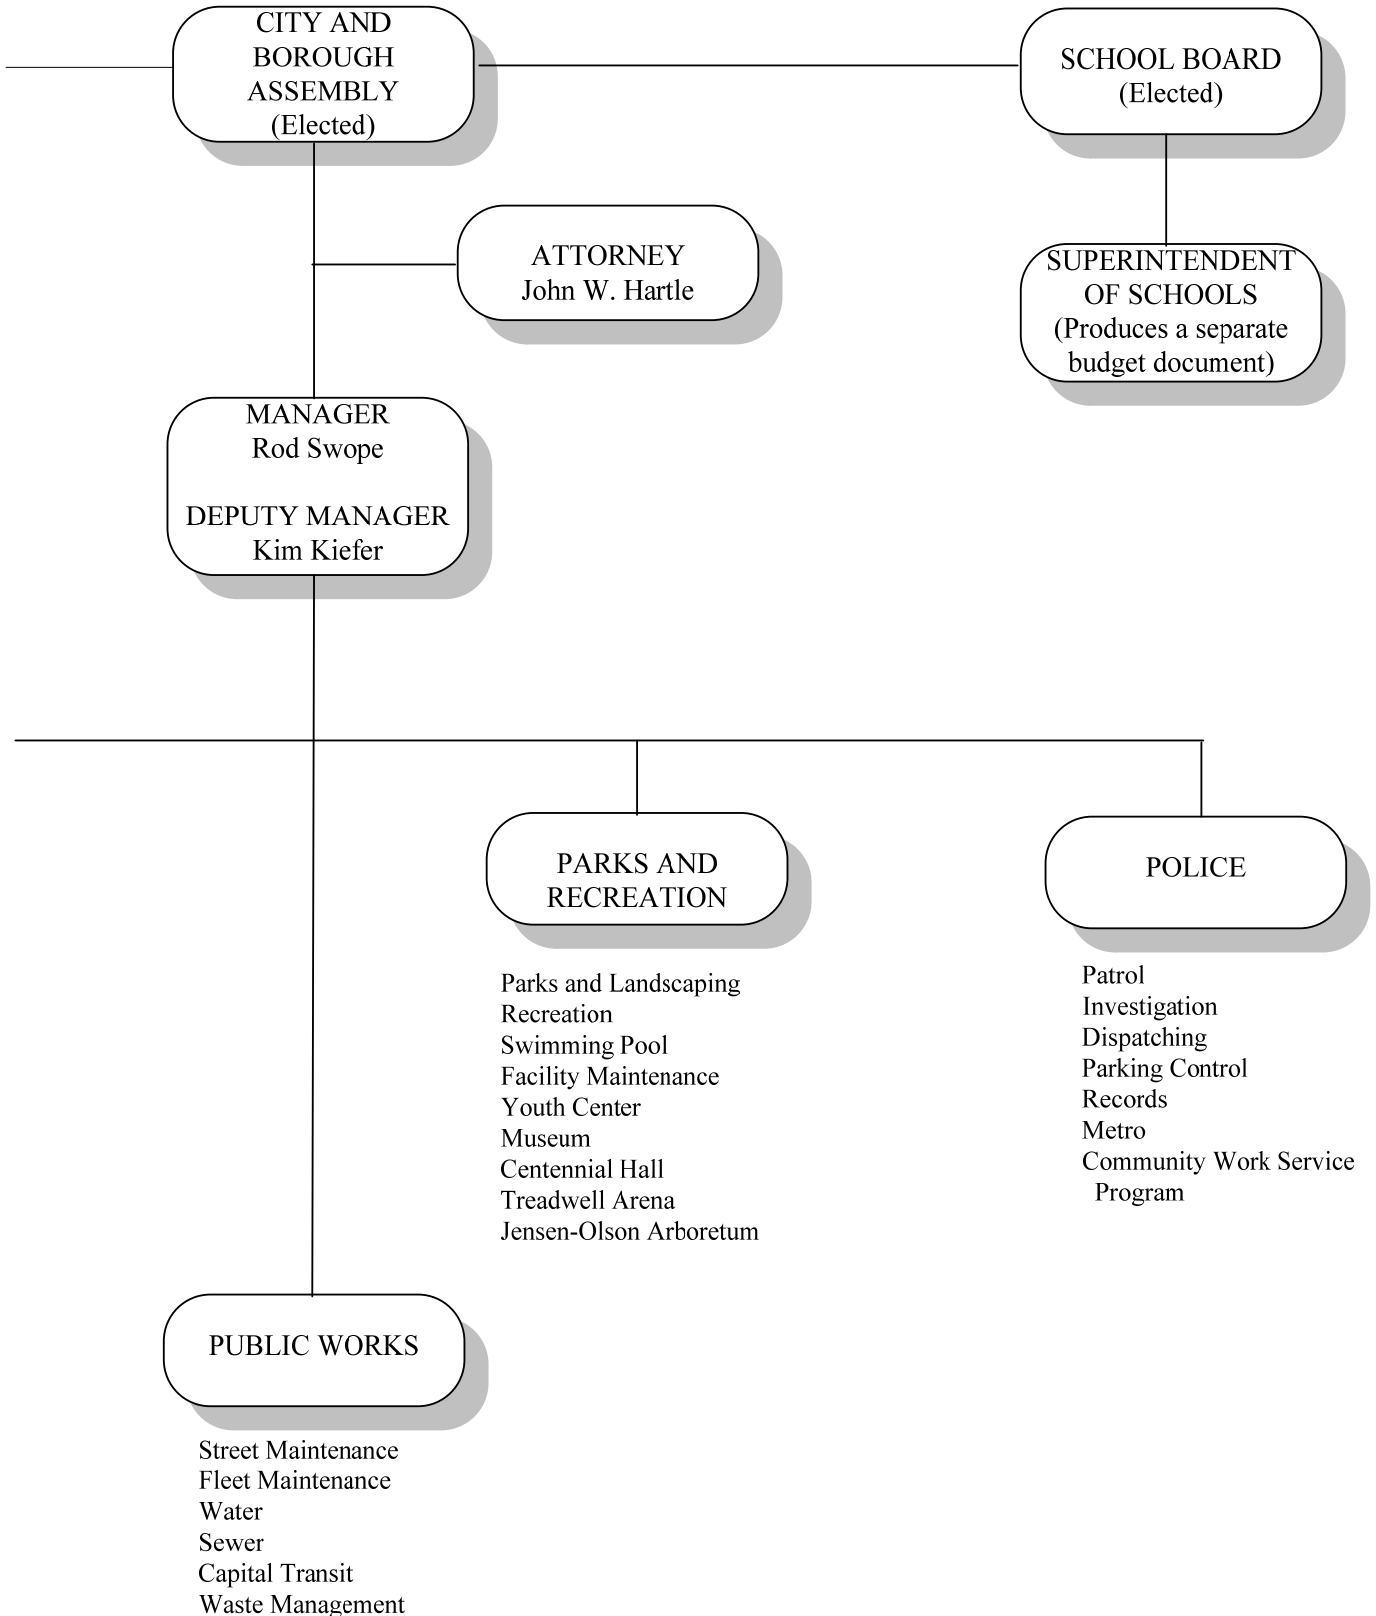 CITY AND
BOROUGH
ASSEMBLY
(Elected)
SCHOOL BOARD
(Elected)
ATTORNEY
John W. Hartle
SUPERINTENDENT
OF SCHOOLS
(Produces a separate
budget document)
MANAGER
Rod Swope
DEPUTY MANAGER
Kim Kiefer
PARKS AND
RECREATION
Parks and Landscaping
Recreation
Swimming Pool
Facility Maintenance
Youth Center
Museum
Centennial Hall
Treadwell Arena
Jensen-Olson Arboretum
POLICE
Patrol
Investigation
Dispatching
Parking Control
Records
Metro
Community Work Service
Program
PUBLIC WORKS
Street Maintenance
Fleet Maintenance
Water
Sewer
Capital Transit
Waste Management